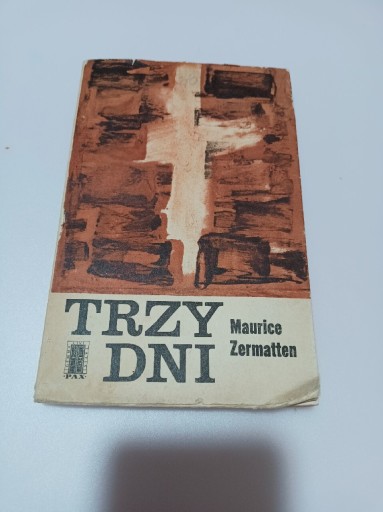 TRZY
DNI
Maurice
Zermatten
PAX